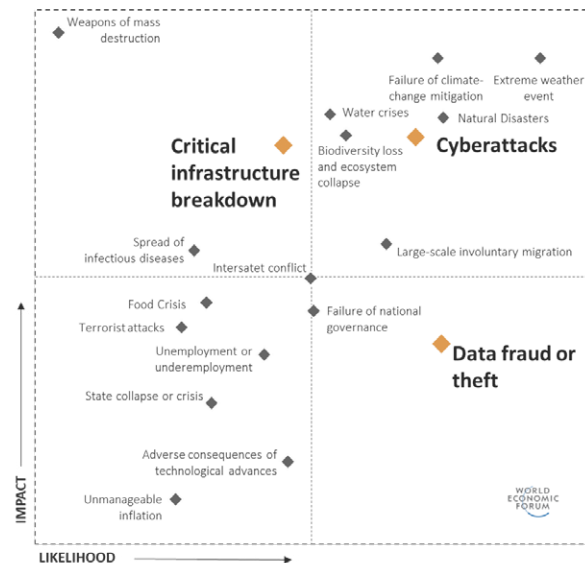 Weapons of mass
destruction
Failure of climate-
change mitigation
Extreme weather
event
Water crises
Natural Disasters
Critical
infrastructure
breakdown
Biodiversity loss
and ecosystem
collapse
Cyberattacks
Spread of
infectious diseases
Large-scale involuntary migration
Intersatet conflict
Food Crisis
Failure of national
governance
Terrorist attacks
Unemployment or
underemployment
Data fraud or
theft
State collapse or crisis
Adverse consequences of
technological advances
Unmanageable
inflation
WORLD
ECONOMIC
FORUM
IMPACT
LIKELIHOOD